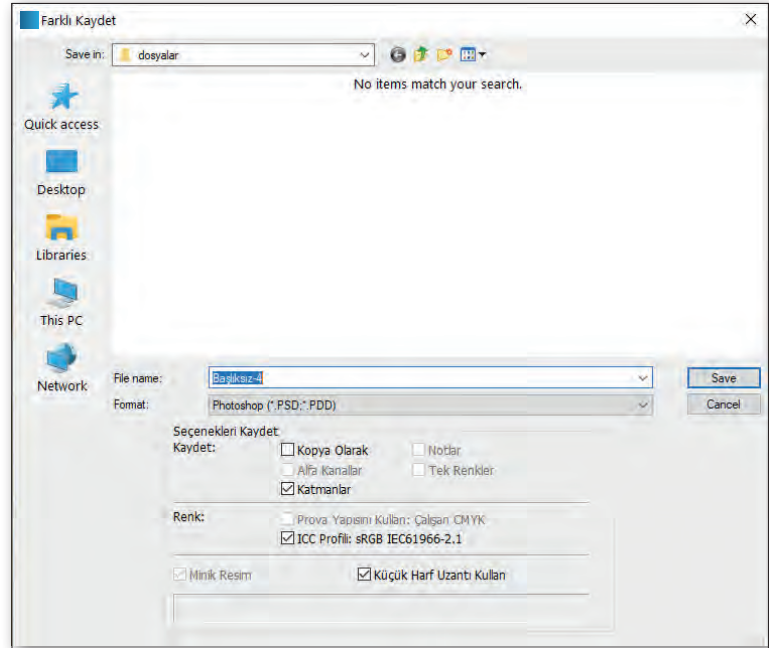 Farklı Kaydet
Save in: dosyalar
No items match your search.
Quick access
Desktop
Libraries
This PC
Network
File name: Başlıksız-4 Save
Format: Photoshop (*.PSD;*.PDD) Cancel
Seçenekleri Kaydet
Kaydet: Kopya Olarak Notlar
Alfa Kanallar Tek Renkler
Katmanlar
Renk: Prova Yapısını Kullan: Çalışan CMYK
ICC Profili: sRGB IEC61966-2.1
Minik Resim Küçük Harf Uzantı Kullan